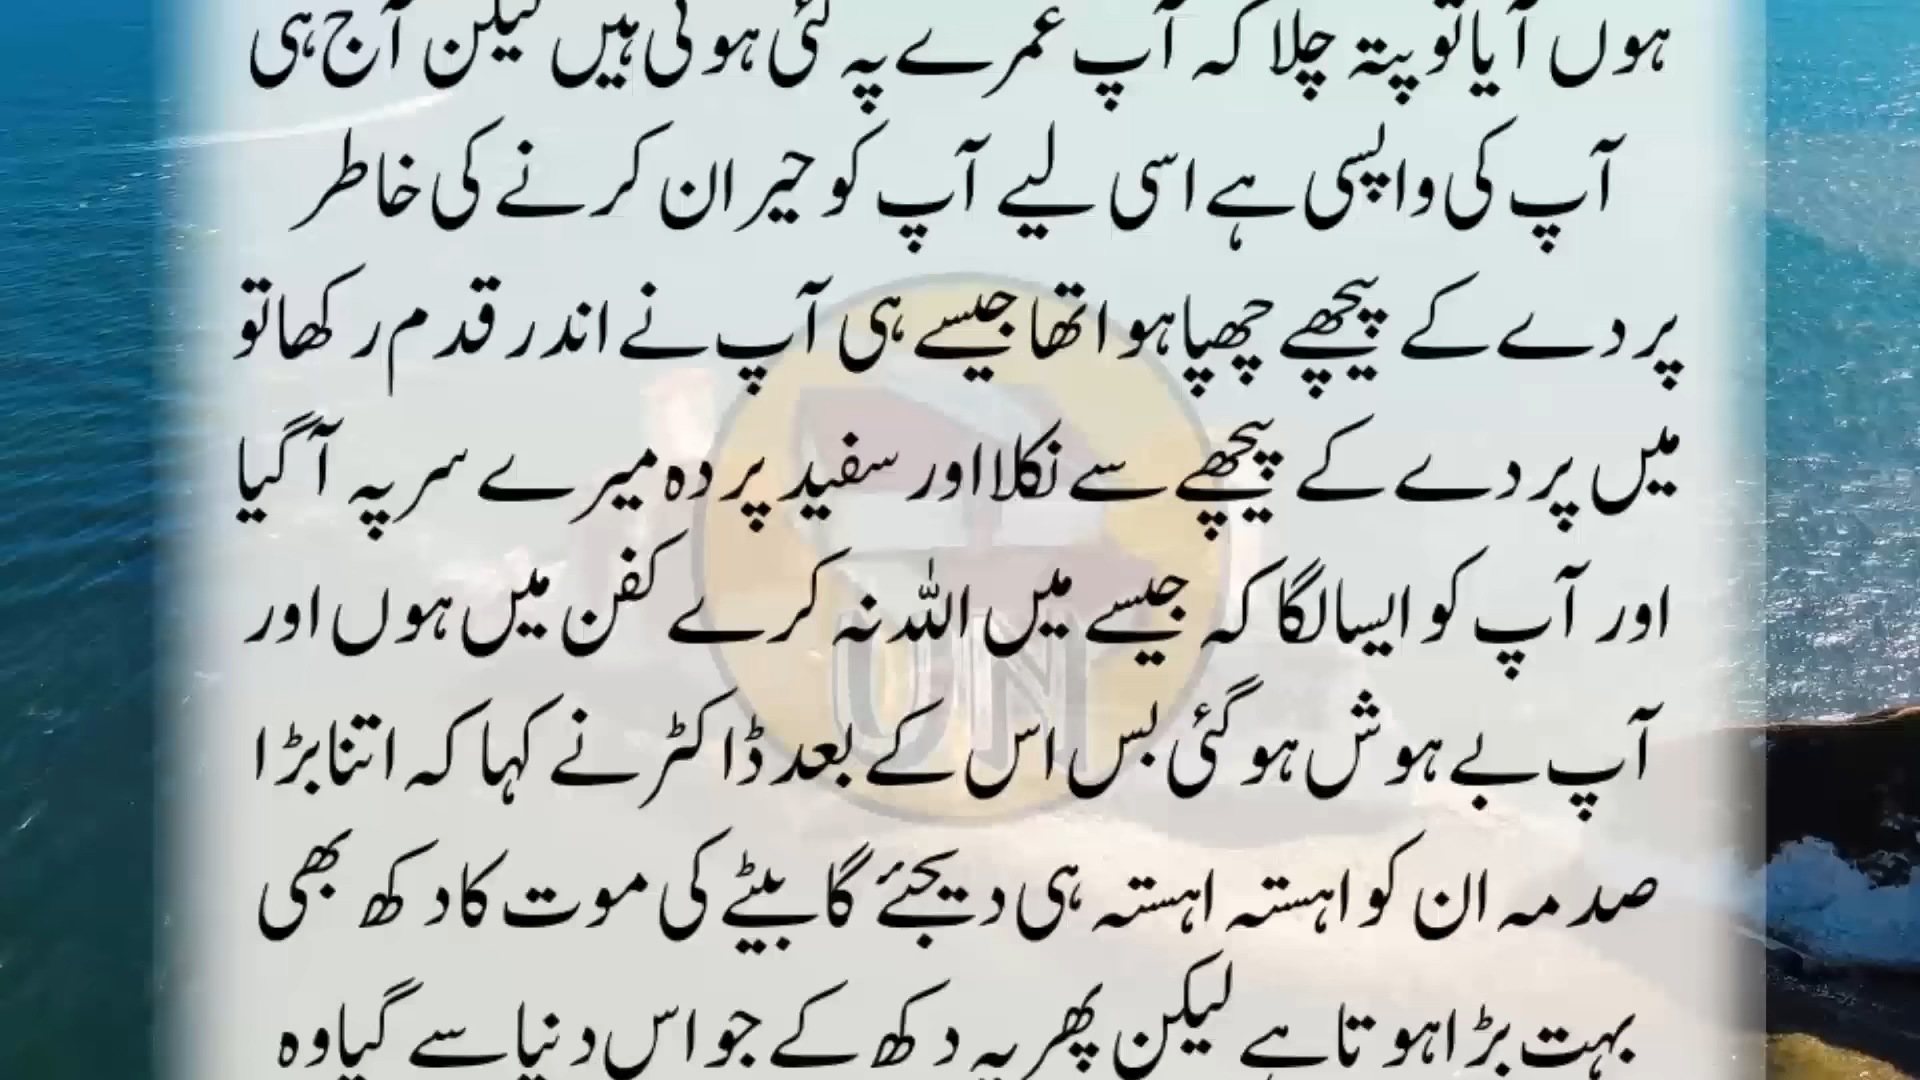 ہوں آیا تو پتہ چلا کہ آپ عمرے پہ گئی ہوئی ہیں لیکن آج ہی
آپ کی واپسی ہے اسی لیے آپ کو حیران کرنے کی خاطر
پردے کے پیچھے چھپا ہوا تھا جیسے ہی آپ نے اندر قدم رکھا تو
میں پردے کے پیچھے سے نکلا اور سفید پردہ میرے سر پہ آ گیا
اور آپ کو ایسا لگا کہ جیسے میں اللہ نہ کرے کفن میں ہوں اور
آپ بے ہوش ہو گئی بس اس کے بعد ڈاکٹر نے کہا کہ اتنا بڑا
صدمہ ان کو اہستہ اہستہ ہی دیجئے گا بیٹے کی موت کا دکھ بھی
بہت بڑا ہوتا ہے لیکن پھر یہ دکھ کے جو اس دنیا سے گیا وہ
UN